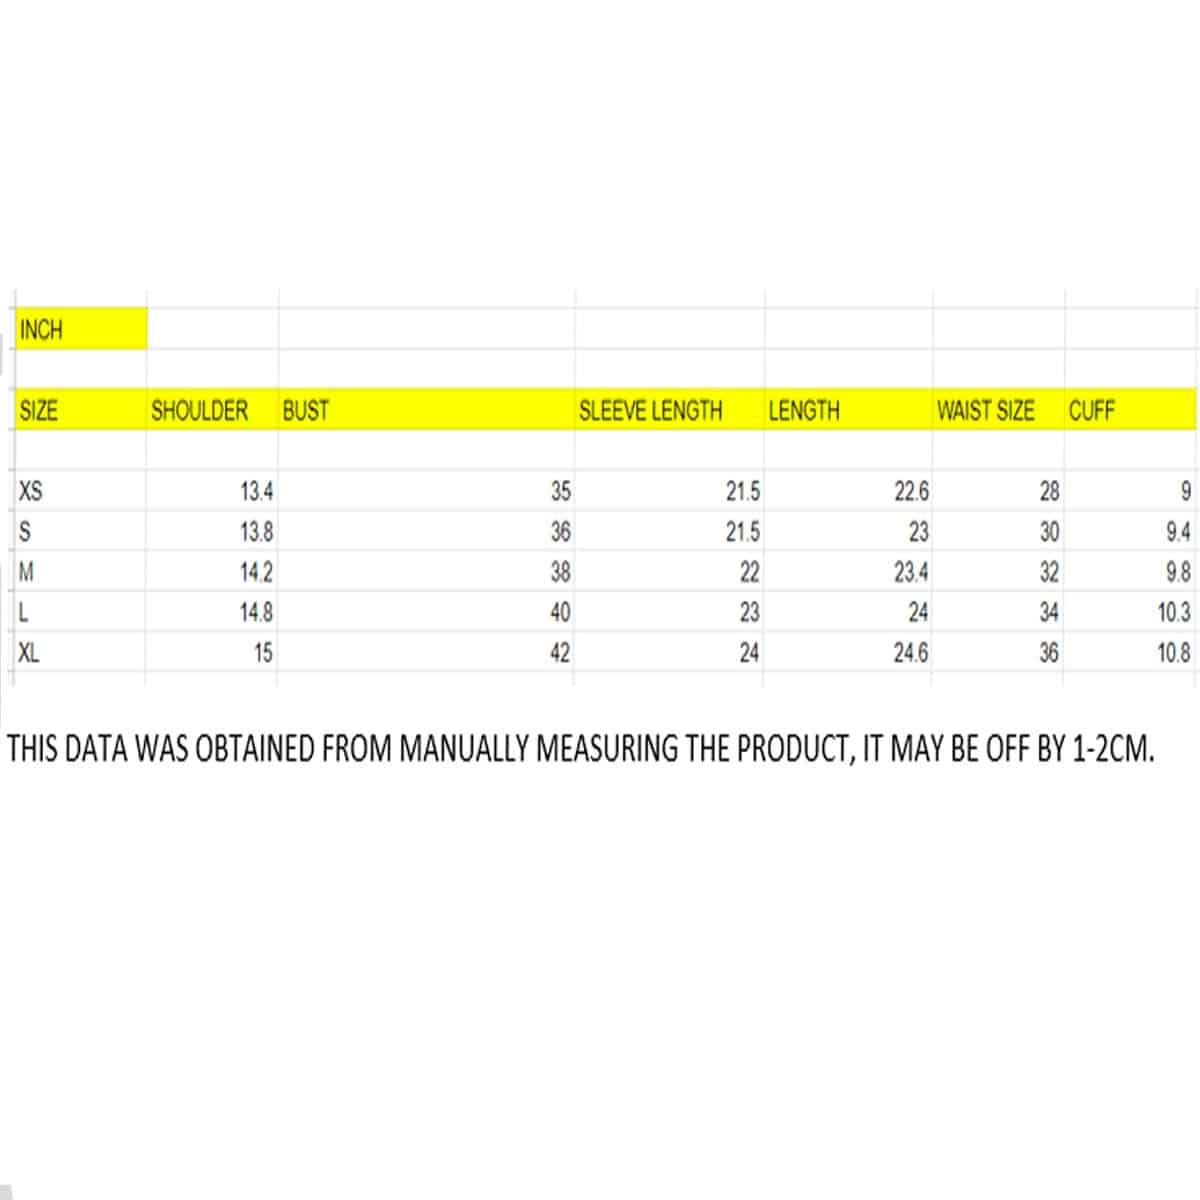 INCH
SIZE SHOULDER BUST SLEEVE LENGTH LENGTH WAIST SIZE CUFF
XS 13.4 35 21.5 22.6 28 9
S 13.8 36 21.5 23 30 9.4
M 14.2 38 22 23.4 32 9.8
L 14.8 40 23 24 34 10.3
XL 15 42 24 24.6 36 10.8
THIS DATA WAS OBTAINED FROM MANUALLY MEASURING THE PRODUCT, IT MAY BE OFF BY 1-2CM.